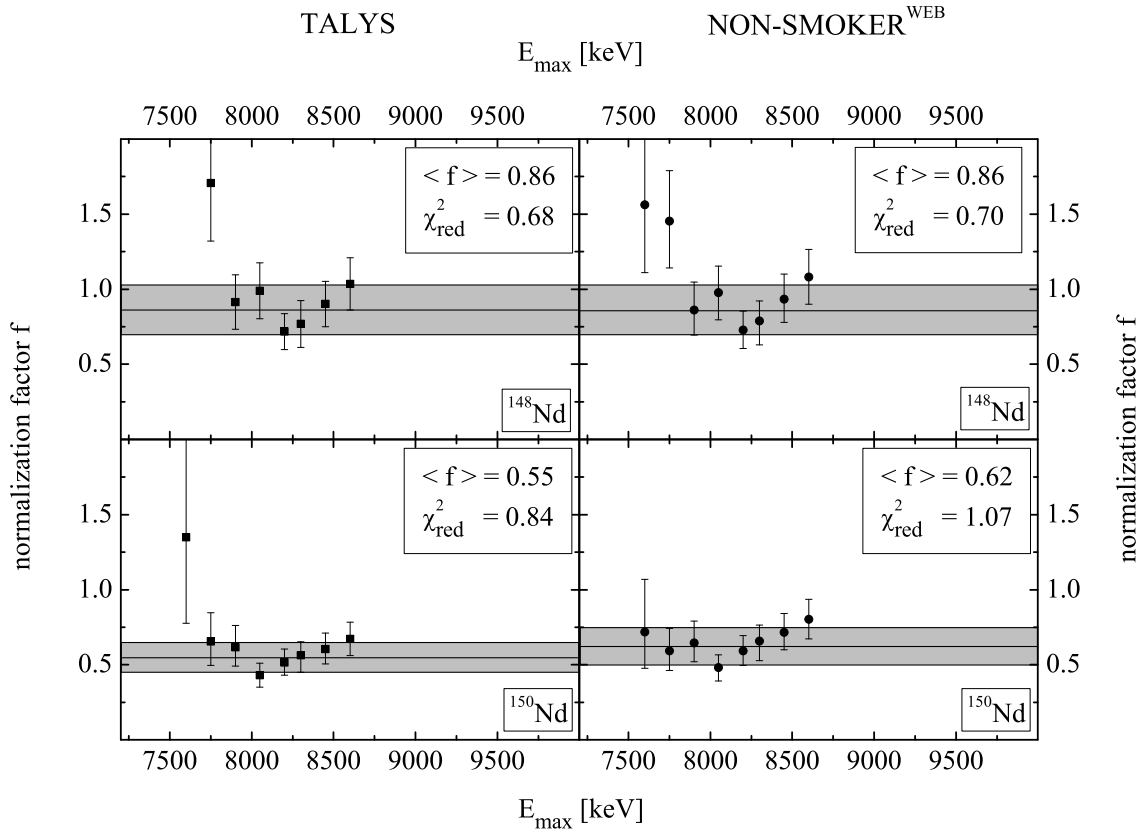 TALYS NON-SMOKER^WEB
E_max [keV]
7500 8000 8500 9000 9500 7500 8000 8500 9000 9500
< f > = 0.86
χ²_red = 0.68
< f > = 0.86
χ²_red = 0.70
1.5 1.5
1.0 1.0
0.5 0.5
¹⁴⁸Nd ¹⁴⁸Nd
normalization factor f
normalization factor f
< f > = 0.55
χ²_red = 0.84
< f > = 0.62
χ²_red = 1.07
1.5 1.5
1.0 1.0
0.5 0.5
¹⁵⁰Nd ¹⁵⁰Nd
7500 8000 8500 9000 9500 7500 8000 8500 9000 9500
E_max [keV]